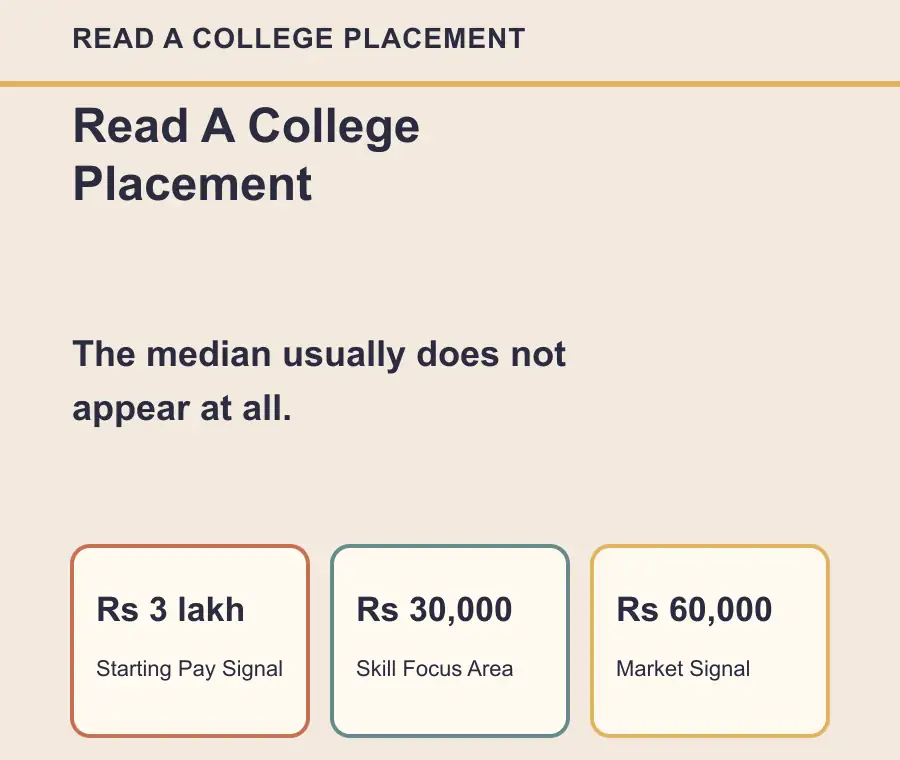 READ A COLLEGE PLACEMENT
Read A College
Placement
The median usually does not
appear at all.
Rs 3 lakh
Starting Pay Signal
Rs 30,000
Skill Focus Area
Rs 60,000
Market Signal